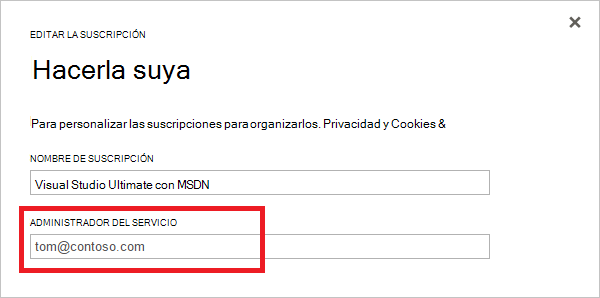 EDITAR LA SUSCRIPCIÓN
Hacerla suya
Para personalizar las suscripciones para organizarlos. Privacidad y Cookies &
NOMBRE DE SUSCRIPCIÓN
Visual Studio Ultimate con MSDN
ADMINISTRADOR DEL SERVICIO
tom@contoso.com